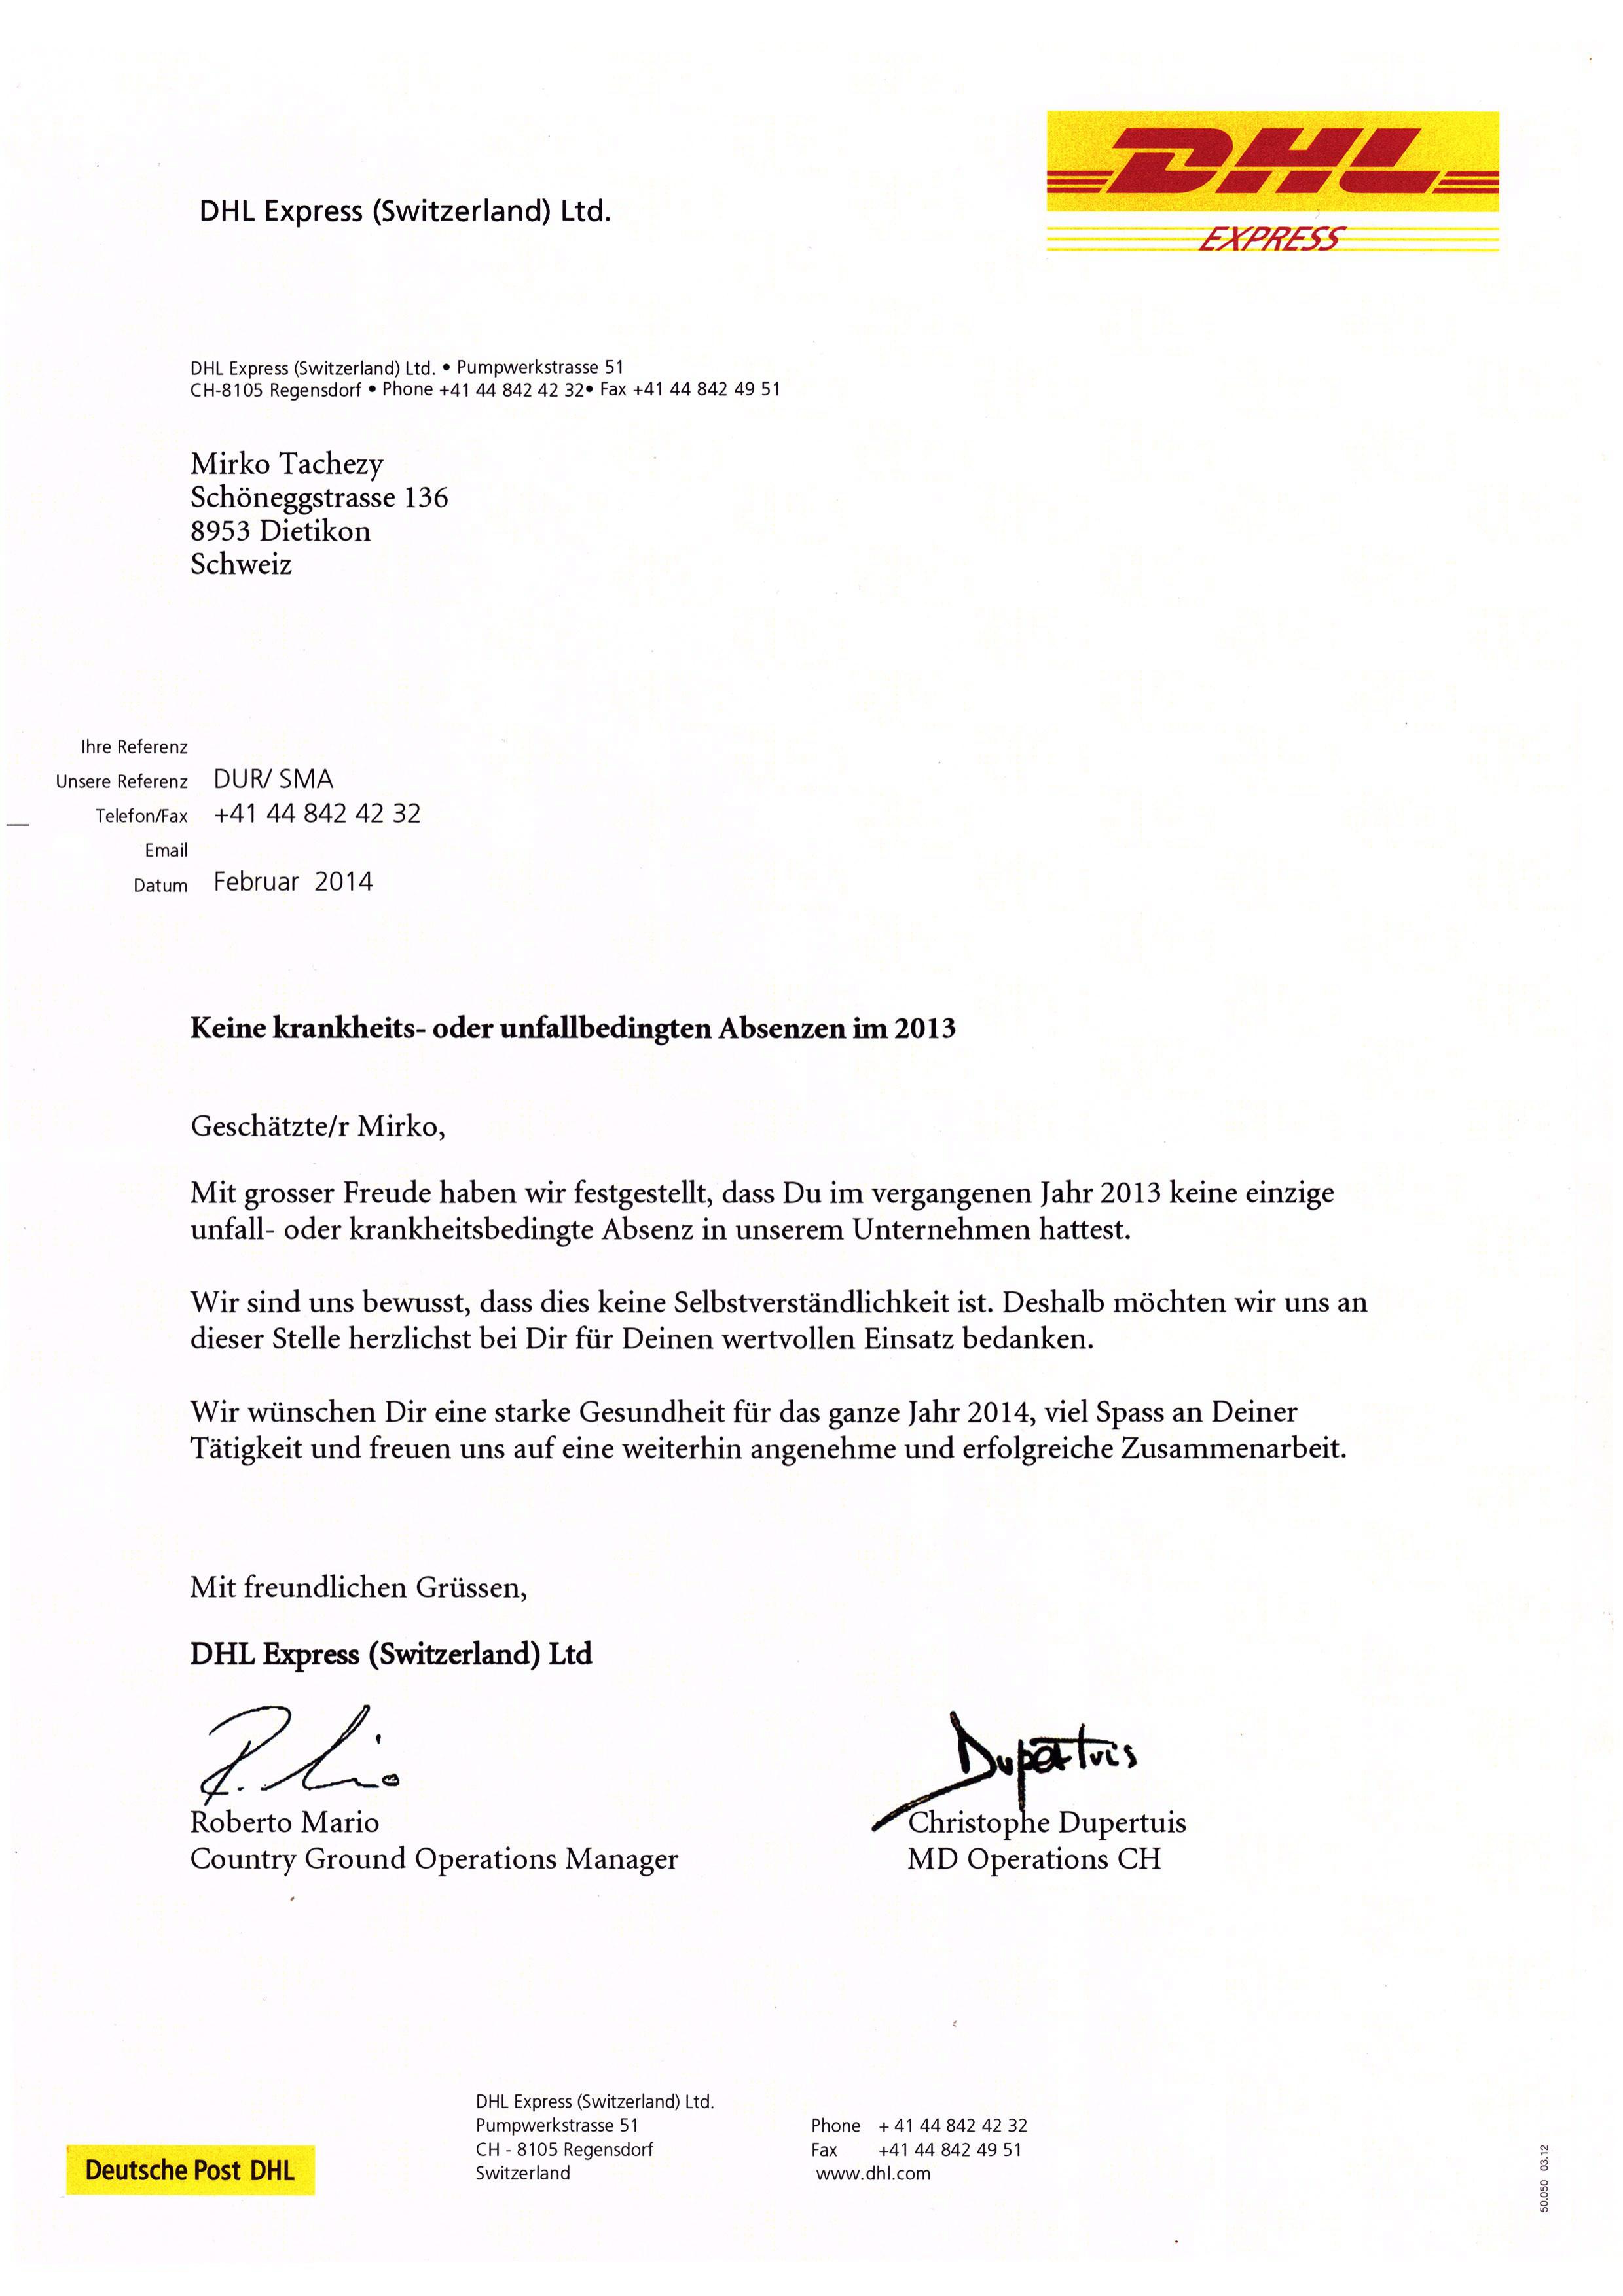 DHL
EXPRESS
DHL Express (Switzerland) Ltd.
DHL Express (Switzerland) Ltd. • Pumpwerkstrasse 51
CH-8105 Regensdorf • Phone +41 44 842 42 32• Fax +41 44 842 49 51
Mirko Tachezy
Schöneggstrasse 136
8953 Dietikon
Schweiz
Ihre Referenz
Unsere Referenz DUR/ SMA
Telefon/Fax +41 44 842 42 32
Email
Datum Februar 2014
Keine krankheits- oder unfallbedingten Absenzen im 2013
Geschätzte/r Mirko,
Mit grosser Freude haben wir festgestellt, dass Du im vergangenen Jahr 2013 keine einzige
unfall- oder krankheitsbedingte Absenz in unserem Unternehmen hattest.
Wir sind uns bewusst, dass dies keine Selbstverständlichkeit ist. Deshalb möchten wir uns an
dieser Stelle herzlichst bei Dir für Deinen wertvollen Einsatz bedanken.
Wir wünschen Dir eine starke Gesundheit für das ganze Jahr 2014, viel Spass an Deiner
Tätigkeit und freuen uns auf eine weiterhin angenehme und erfolgreiche Zusammenarbeit.
Mit freundlichen Grüssen,
DHL Express (Switzerland) Ltd
Dupertuis
Roberto Mario
Country Ground Operations Manager
Christophe Dupertuis
MD Operations CH
Deutsche Post DHL
DHL Express (Switzerland) Ltd.
Pumpwerkstrasse 51
CH - 8105 Regensdorf
Switzerland
Phone + 41 44 842 42 32
Fax +41 44 842 49 51
www.dhl.com
50.050 03.12